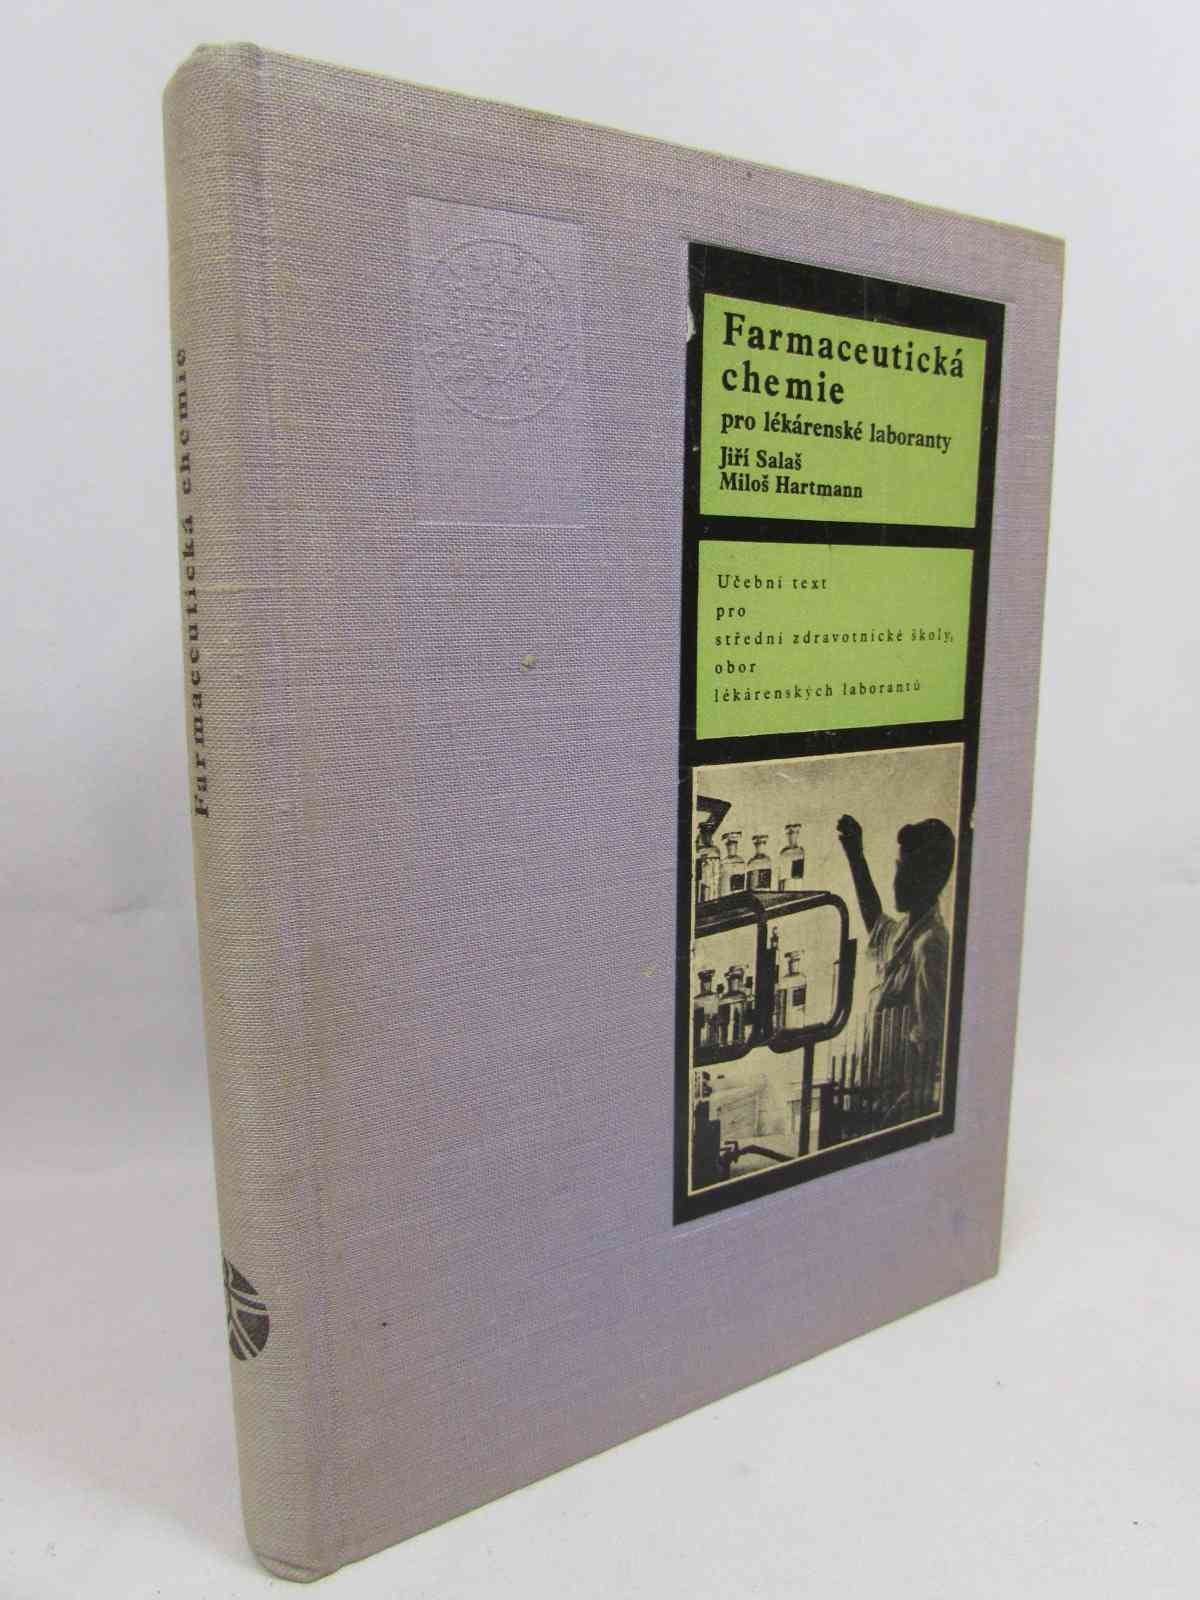 Farmaceutická chemie
Farmaceutická
chemie
pro lékárenské laboranty
Jiří Salaš
Miloš Hartmann
Učební text
pro
střední zdravotnické školy,
obor
lékárenských laborantů